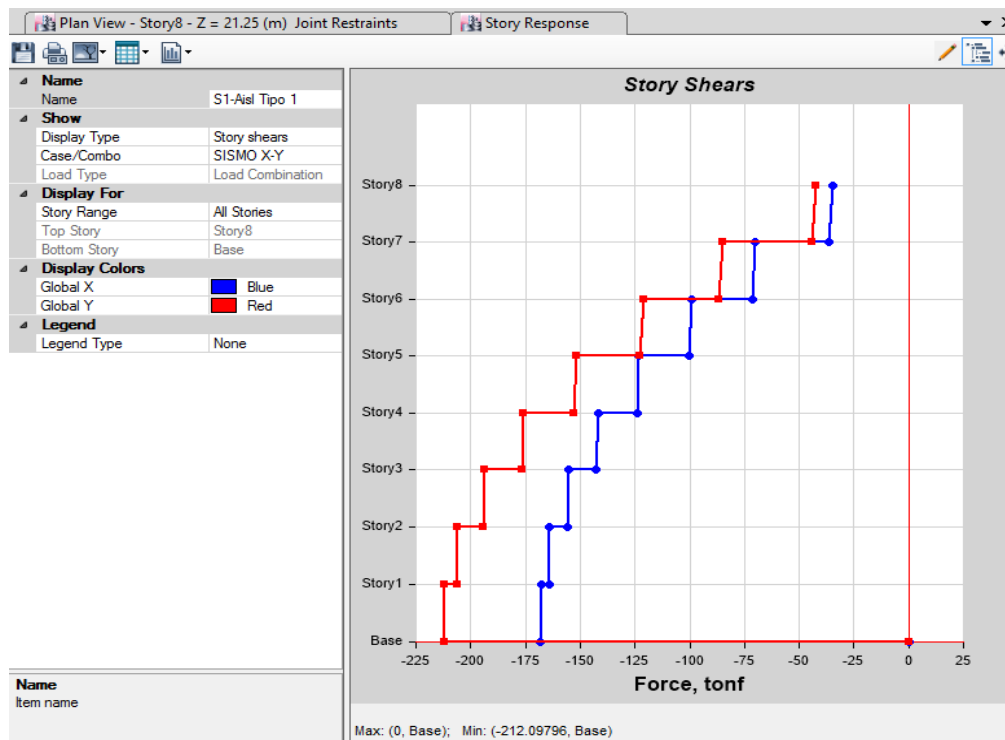 Plan View - Story8 - Z = 21.25 (m) Joint Restraints
Story Response
Name
Name S1-Aisl Tipo 1
Show
Display Type Story shears
Case/Combo SISMO X-Y
Load Type Load Combination
Display For
Story Range All Stories
Top Story Story8
Bottom Story Base
Display Colors
Global X Blue
Global Y Red
Legend
Legend Type None
Name
Item name
Story Shears
Story8
Story7
Story6
Story5
Story4
Story3
Story2
Story1
Base
-225 -200 -175 -150 -125 -100 -75 -50 -25 0 25
Force, tonf
Max: (0, Base); Min: (-212.09796, Base)